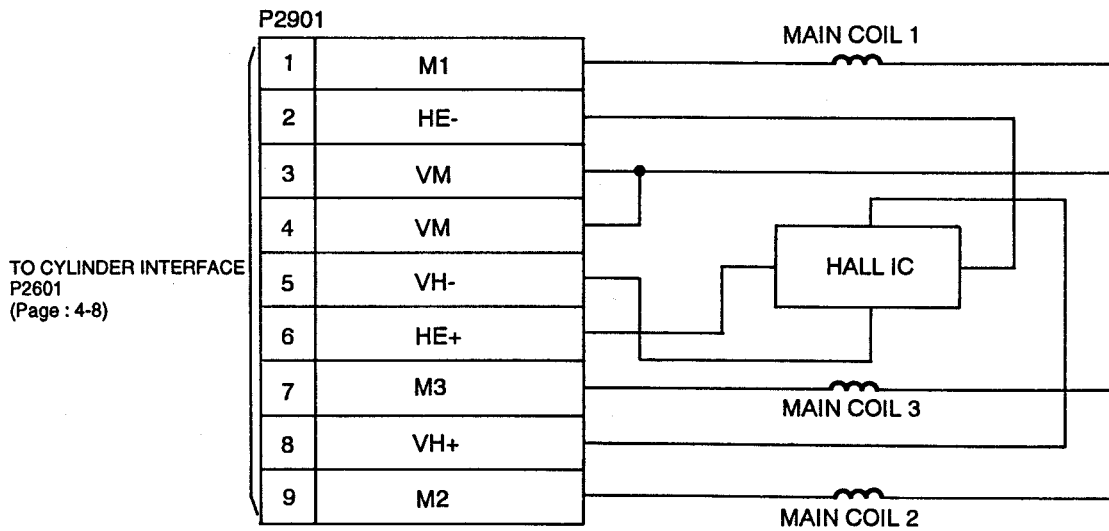 P2901
MAIN COIL 1
1 M1
2 HE-
3 VM
4 VM
5 VH-
6 HE+
7 M3
8 VH+
9 M2
TO CYLINDER INTERFACE
P2601
(Page : 4-8)
HALL IC
MAIN COIL 3
MAIN COIL 2